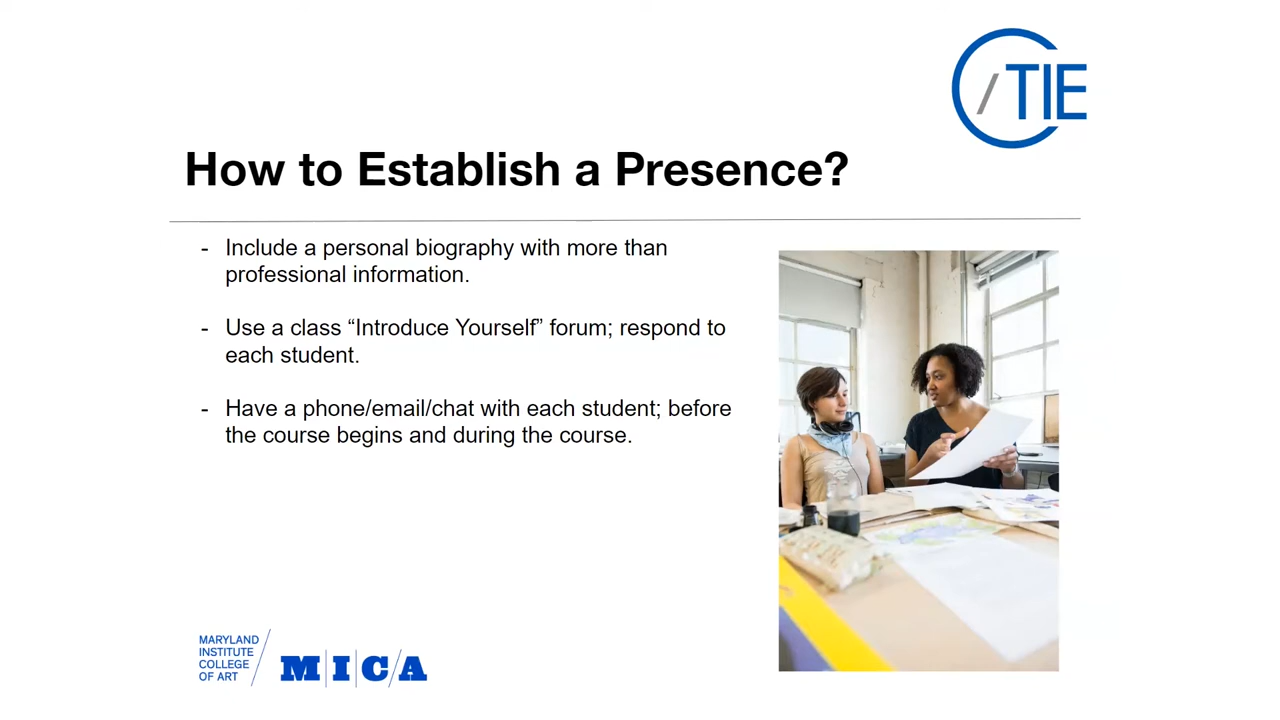 /TIE
How to Establish a Presence?
- Include a personal biography with more than
professional information.
- Use a class “Introduce Yourself” forum; respond to
each student.
- Have a phone/email/chat with each student; before
the course begins and during the course.
MARYLAND
INSTITUTE
COLLEGE
OF ART
M|I|C/A